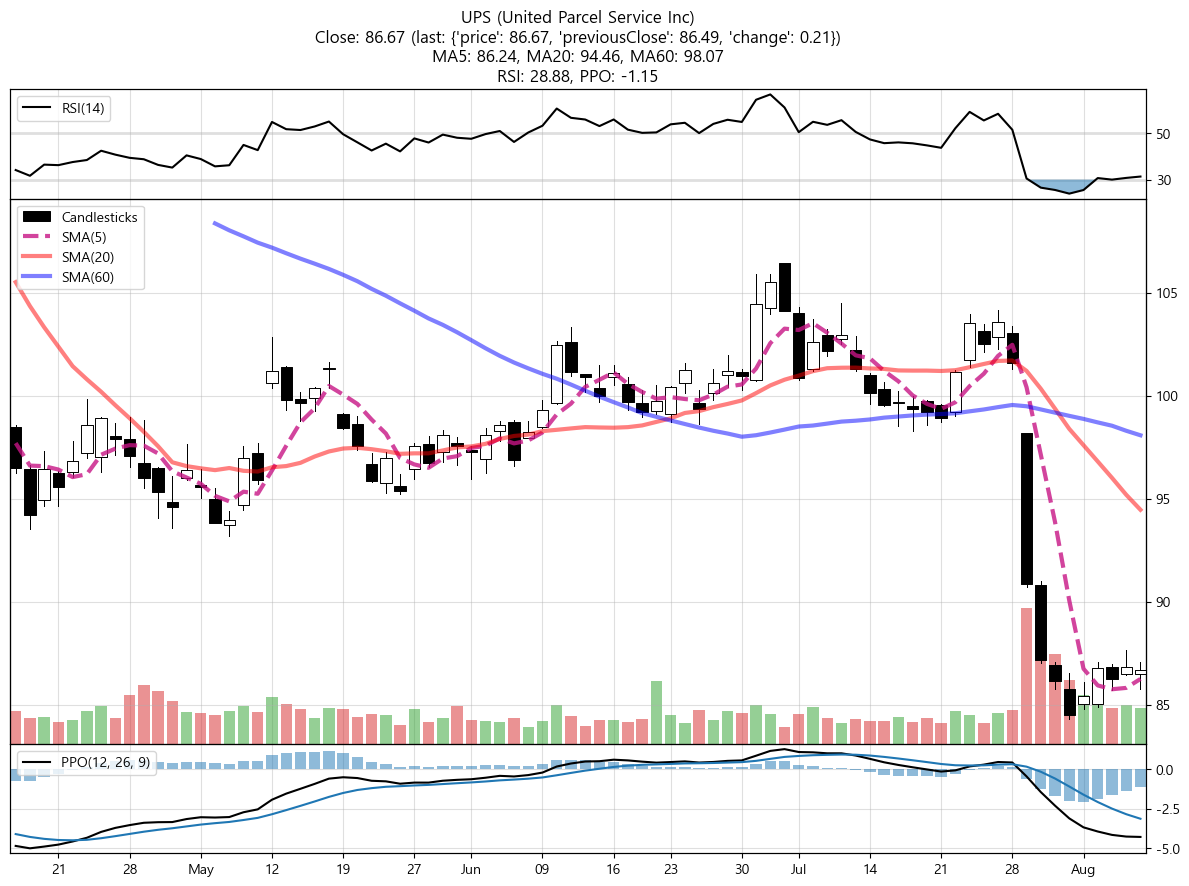 UPS (United Parcel Service Inc)
Close: 86.67 (last: {'price': 86.67, 'previousClose': 86.49, 'change': 0.21})
MA5: 86.24, MA20: 94.46, MA60: 98.07
RSI: 28.88, PPO: -1.15
RSI(14)
50
30
Candlesticks
SMA(5)
SMA(20)
SMA(60)
105
100
95
90
85
PPO(12, 26, 9)
0.0
-2.5
-5.0
21 28 May 12 19 27 Jun 09 16 23 30 Jul 14 21 28 Aug